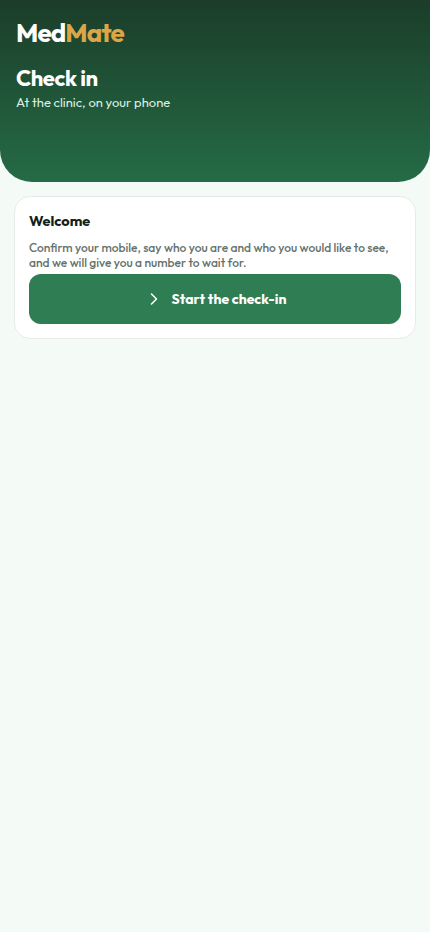 MedMate
Check in
At the clinic, on your phone
Welcome
Confirm your mobile, say who you are and who you would like to see,
and we will give you a number to wait for.
Start the check-in